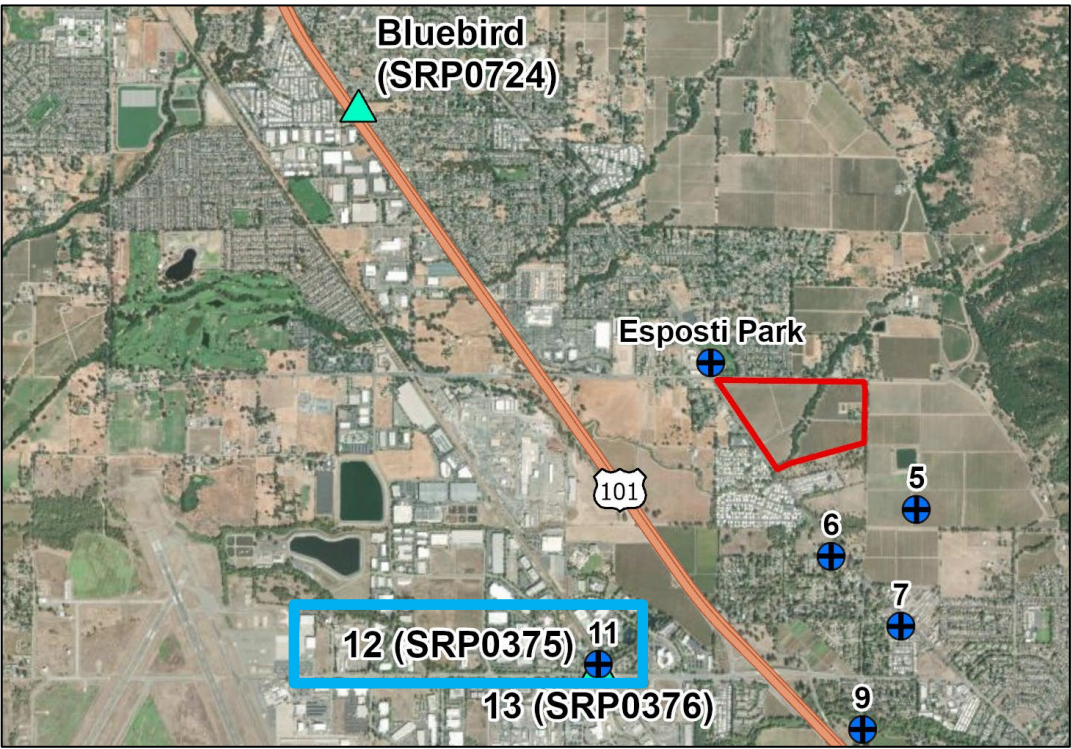 Bluebird
(SRP0724)
Esposti Park
101
5
6
7
11
12 (SRP0375)
13 (SRP0376)
9